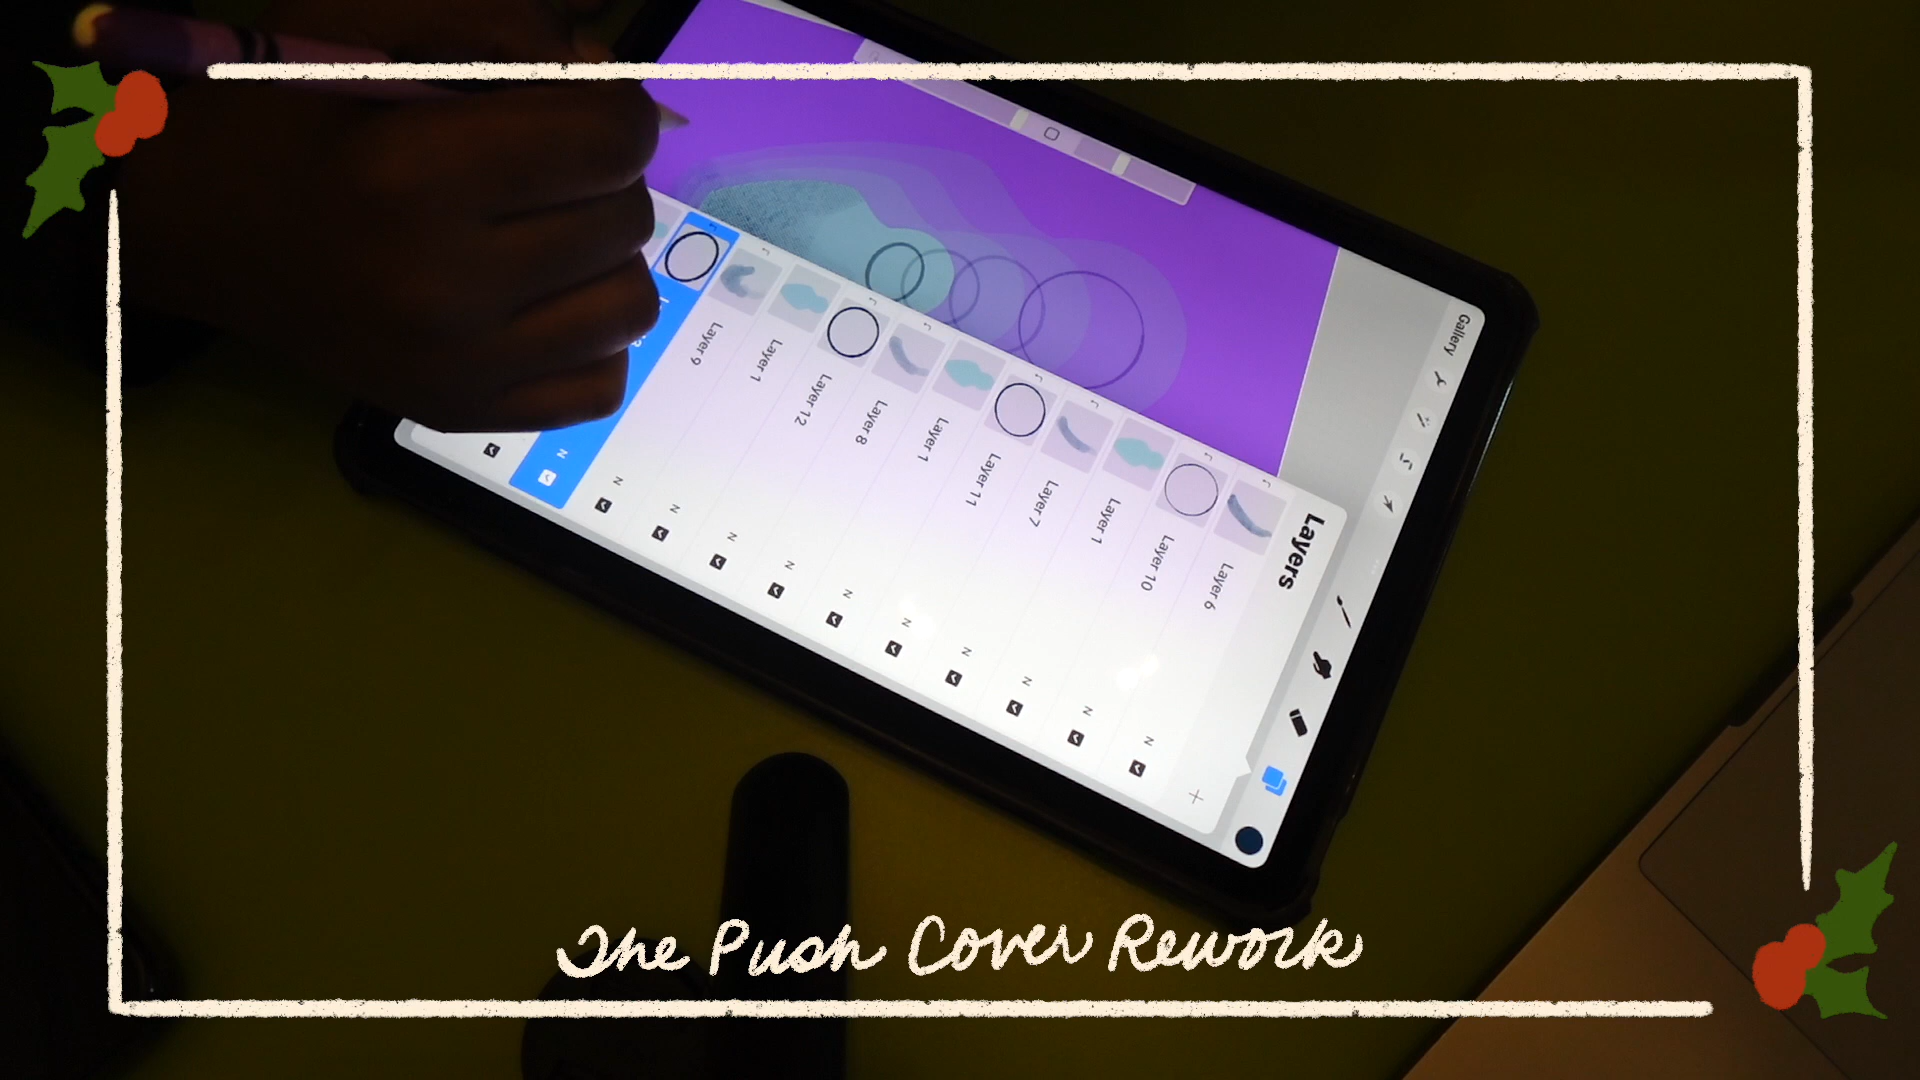 Gallery
Layers
Layer 6
N
Layer 10
N
Layer 1
N
Layer 7
N
Layer 11
N
Layer 1
N
Layer 8
N
Layer 12
N
Layer 1
N
Layer 9
N
N
The Push Cover Rework